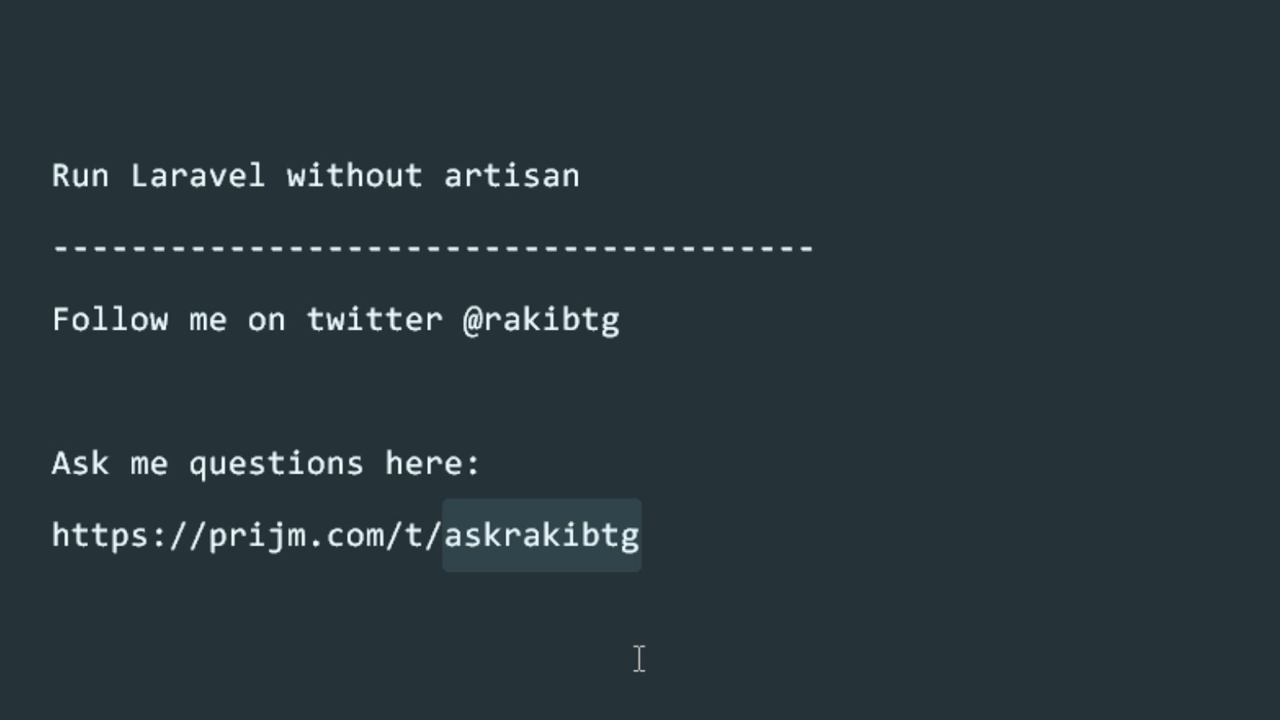 Run Laravel without artisan
---------------------------------------
Follow me on twitter @rakibtg
Ask me questions here:
https://prijm.com/t/askrakibtg